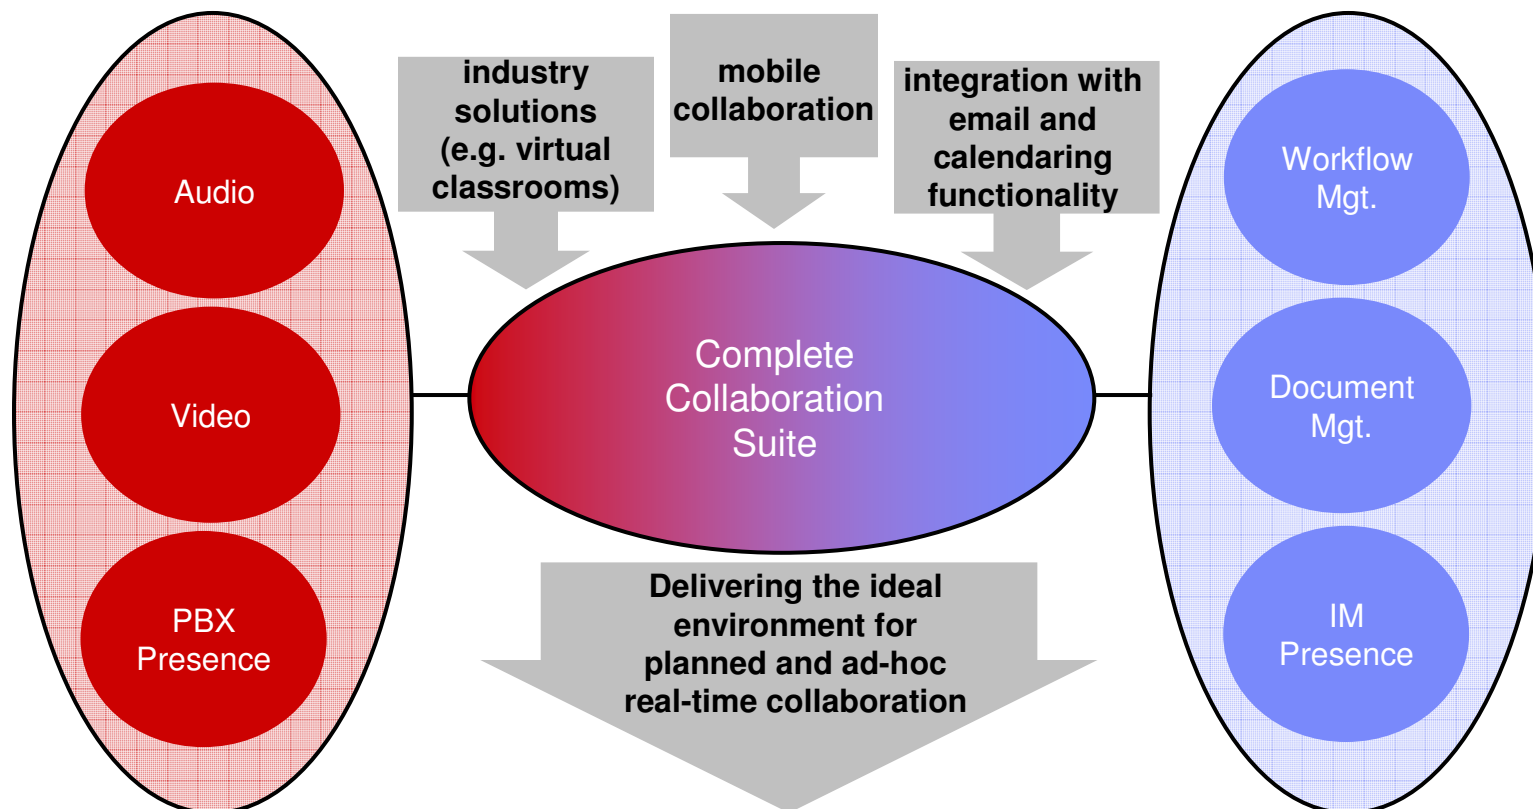 industry
solutions
(e.g. virtual
classrooms)
mobile
collaboration
integration with
email and
calendaring
functionality
Audio
Video
PBX
Presence
Complete
Collaboration
Suite
Workflow
Mgt.
Document
Mgt.
IM
Presence
Delivering the ideal
environment for
planned and ad-hoc
real-time collaboration